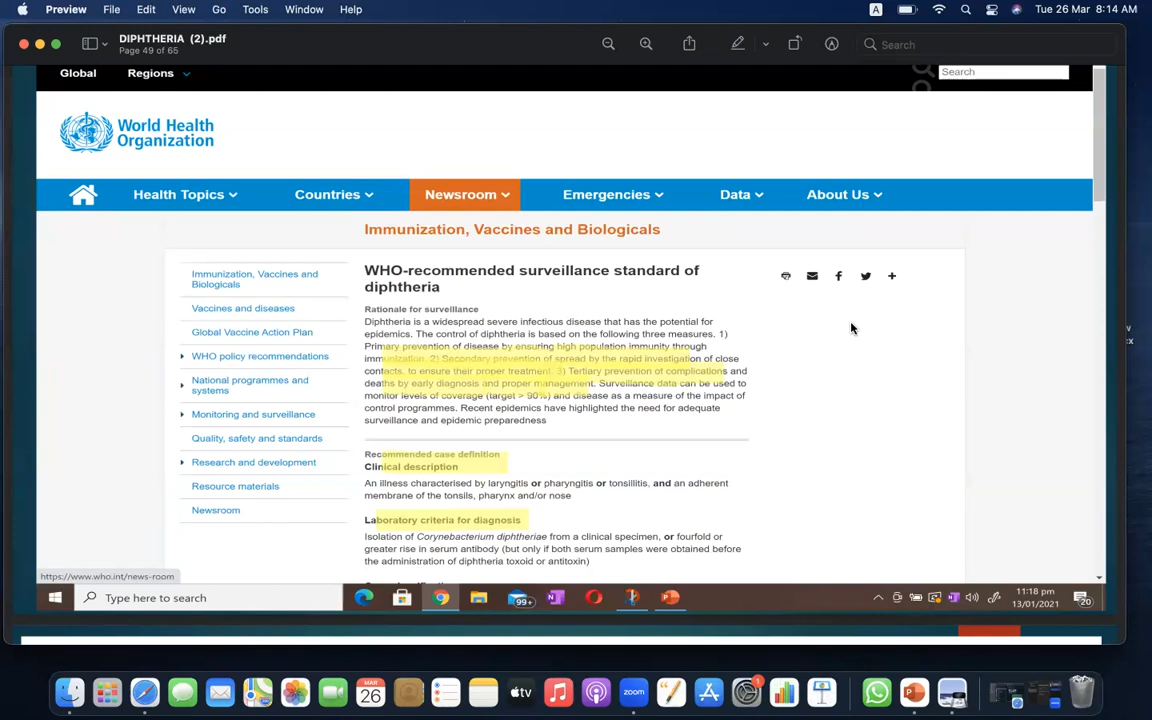 Preview File Edit View Go Tools Window Help
A
Tue 26 Mar 8:14 AM
DIPHTHERIA (2).pdf
Page 49 of 65
Search
Global Regions
Search
World Health
Organization
Health Topics Countries Newsroom Emergencies Data About Us
Immunization, Vaccines and Biologicals
Immunization, Vaccines and
Biologicals
Vaccines and diseases
Global Vaccine Action Plan
WHO policy recommendations
National programmes and
systems
Monitoring and surveillance
Quality, safety and standards
Research and development
Resource materials
Newsroom
WHO-recommended surveillance standard of
diphtheria
Rationale for surveillance
Diphtheria is a widespread severe infectious disease that has the potential for
epidemics. The control of diphtheria is based on the following three measures. 1)
Primary prevention of disease by ensuring high population immunity through
immunization. 2) Secondary prevention of spread by the rapid investigation of close
contacts. to ensure their proper treatment. 3) Tertiary prevention of complications and
deaths by early diagnosis and proper management. Surveillance data can be used to
monitor levels of coverage (target > 90%) and disease as a measure of the impact of
control programmes. Recent epidemics have highlighted the need for adequate
surveillance and epidemic preparedness
Recommended case definition
Clinical description
An illness characterised by laryngitis or pharyngitis or tonsillitis, and an adherent
membrane of the tonsils, pharynx and/or nose
Laboratory criteria for diagnosis
Isolation of Corynebacterium diphtheriae from a clinical specimen, or fourfold or
greater rise in serum antibody (but only if both serum samples were obtained before
the administration of diphtheria toxoid or antitoxin)
https://www.who.int/news-room
Type here to search
99+
11:18 pm
13/01/2021
20
MAR
26
tv
zoom
1